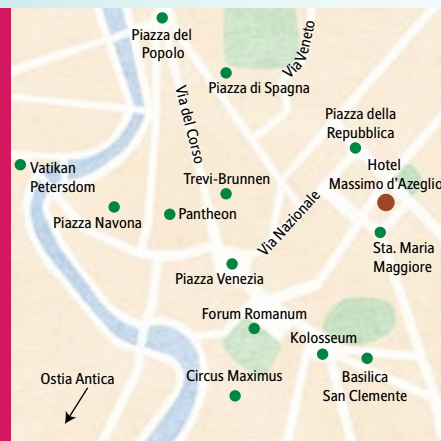 Piazza del
Popolo
Via Veneto
Piazza di Spagna
Via del Corso
Piazza della
Repubblica
Hotel
Massimo d'Azeglio
Vatikan
Petersdom
Trevi-Brunnen
Piazza Navona
Pantheon
Via Nazionale
Sta. Maria
Maggiore
Piazza Venezia
Forum Romanum
Kolosseum
Ostia Antica
Circus Maximus
Basilica
San Clemente